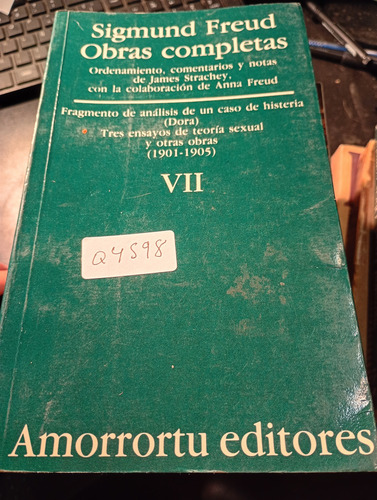 Sigmund Freud
Obras completas
Ordenamiento, comentarios y notas
de James Strachey,
con la colaboración de Anna Freud
Fragmento de análisis de un caso de histeria
(Dora)
Tres ensayos de teoría sexual
y otras obras
(1901-1905)
VII
Q4598
Amorrortu editores